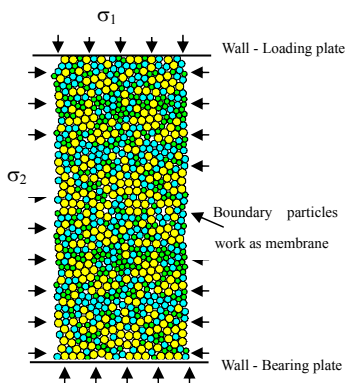 σ1
Wall - Loading plate
σ2
Boundary particles
work as membrane
Wall - Bearing plate